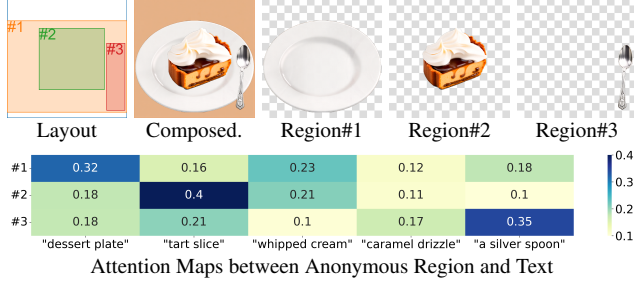 #1
#2
#3
Layout
Composed.
Region#1
Region#2
Region#3
#1 0.32 0.16 0.23 0.12 0.18
#2 0.18 0.4 0.21 0.11 0.1
#3 0.18 0.21 0.1 0.17 0.35
"dessert plate" "tart slice" "whipped cream" "caramel drizzle" "a silver spoon"
0.4
0.3
0.2
0.1
Attention Maps between Anonymous Region and Text